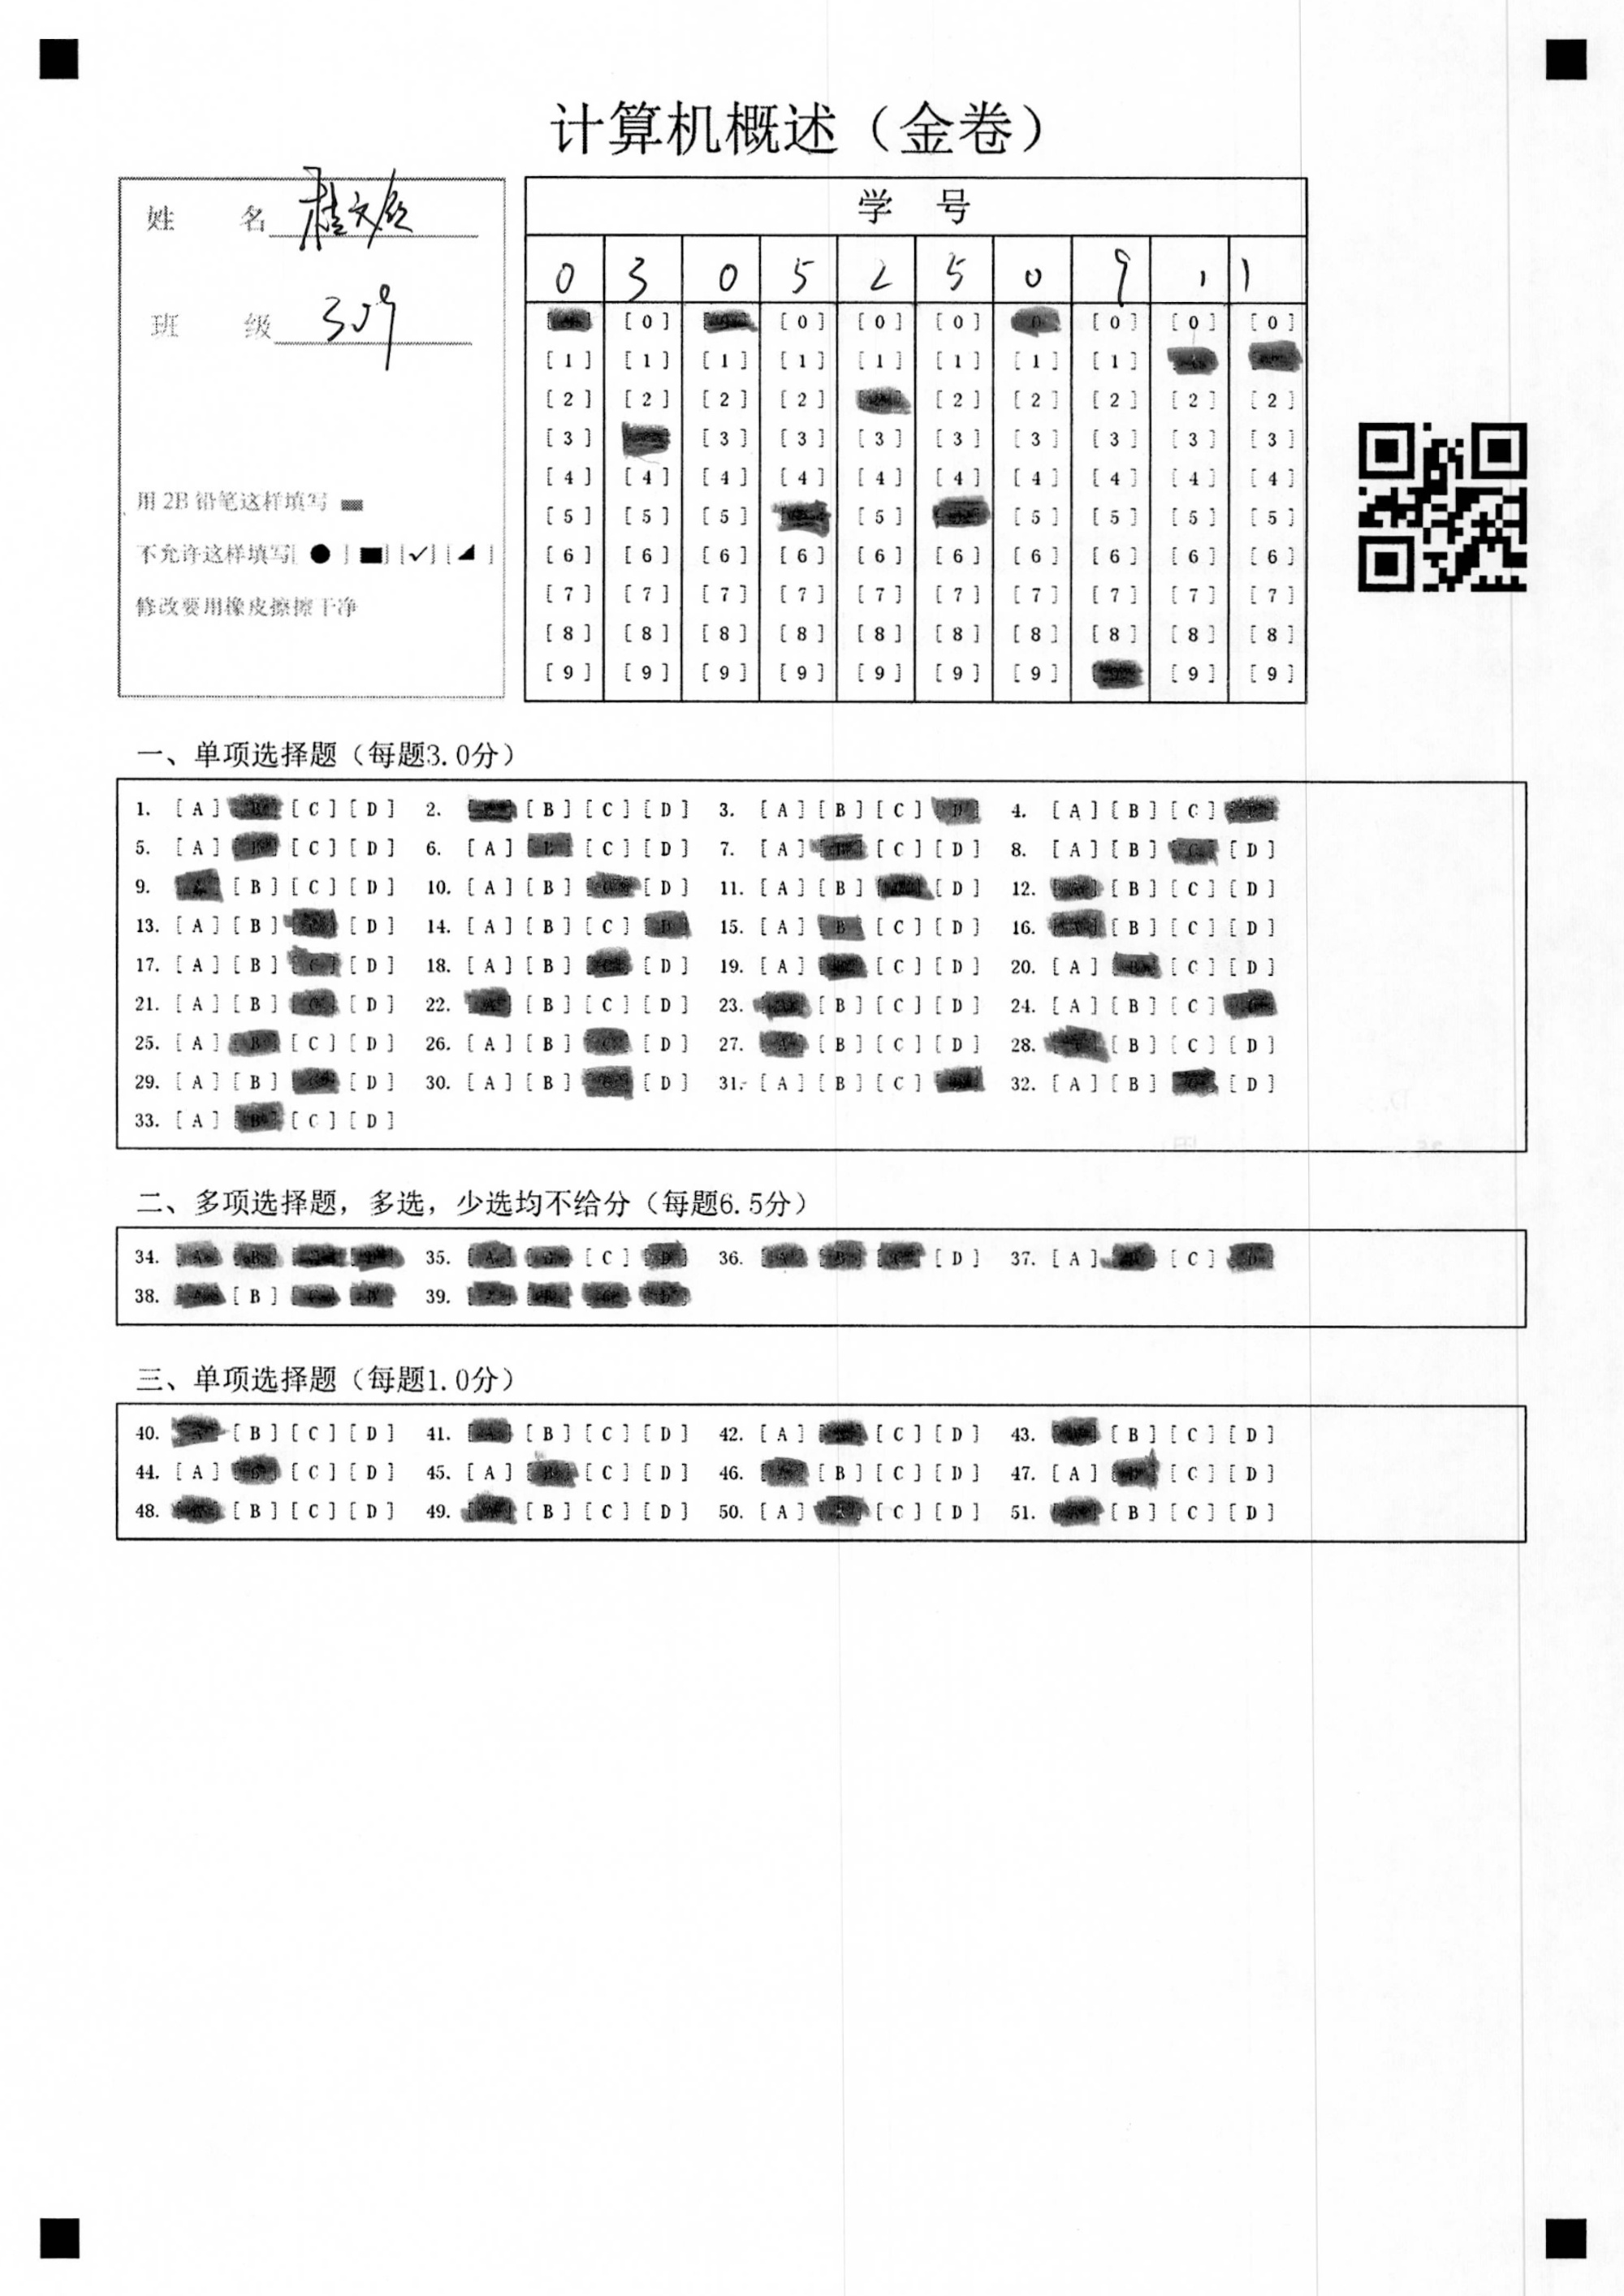 计算机概述（金卷）
姓 名 桂文
班 级 309
用 2B 铅笔这样填写
不允许这样填写[ ● ] [■] [✓] [◢ ]
修改要用橡皮擦擦干净
学 号
0 3 0 5 2 5 0 9 1 1
[0] [0] [0] [0] [0] [0]
[1] [1] [1] [1] [1] [1] [1] [1]
[2] [2] [2] [2] [2] [2] [2] [2] [2]
[3] [3] [3] [3] [3] [3] [3] [3] [3]
[4] [4] [4] [4] [4] [4] [4] [4] [4] [4]
[5] [5] [5] [5] [5] [5] [5] [5]
[6] [6] [6] [6] [6] [6] [6] [6] [6] [6]
[7] [7] [7] [7] [7] [7] [7] [7] [7] [7]
[8] [8] [8] [8] [8] [8] [8] [8] [8] [8]
[9] [9] [9] [9] [9] [9] [9] [9] [9]
一、单项选择题（每题3.0分）
1. [A] [B] [C] [D] 2. [B] [C] [D] 3. [A] [B] [C] [D] 4. [A] [B] [C] [D]
5. [A] [B] [C] [D] 6. [A] [B] [C] [D] 7. [A] [B] [C] [D] 8. [A] [B] [C] [D]
9. [A] [B] [C] [D] 10. [A] [B] [C] [D] 11. [A] [B] [C] [D] 12. [A] [B] [C] [D]
13. [A] [B] [C] [D] 14. [A] [B] [C] [D] 15. [A] [B] [C] [D] 16. [A] [B] [C] [D]
17. [A] [B] [C] [D] 18. [A] [B] [C] [D] 19. [A] [B] [C] [D] 20. [A] [B] [C] [D]
21. [A] [B] [C] [D] 22. [A] [B] [C] [D] 23. [A] [B] [C] [D] 24. [A] [B] [C] [D]
25. [A] [B] [C] [D] 26. [A] [B] [C] [D] 27. [A] [B] [C] [D] 28. [A] [B] [C] [D]
29. [A] [B] [C] [D] 30. [A] [B] [C] [D] 31. [A] [B] [C] [D] 32. [A] [B] [C] [D]
33. [A] [B] [C] [D]
二、多项选择题，多选，少选均不给分（每题6.5分）
34. [A] [B] [C] [D] 35. [A] [B] [C] [D] 36. [A] [B] [C] [D] 37. [A] [B] [C] [D]
38. [A] [B] [C] [D] 39. [A] [B] [C] [D]
三、单项选择题（每题1.0分）
40. [A] [B] [C] [D] 41. [A] [B] [C] [D] 42. [A] [B] [C] [D] 43. [A] [B] [C] [D]
44. [A] [B] [C] [D] 45. [A] [B] [C] [D] 46. [A] [B] [C] [D] 47. [A] [B] [C] [D]
48. [A] [B] [C] [D] 49. [A] [B] [C] [D] 50. [A] [B] [C] [D] 51. [A] [B] [C] [D]